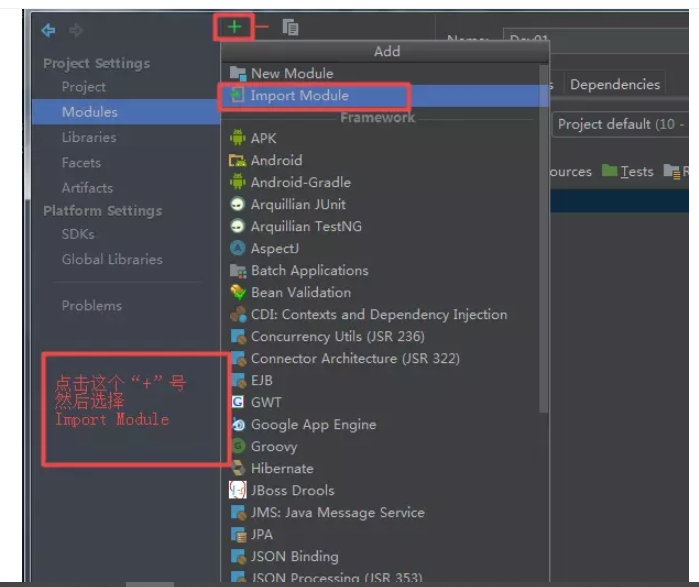 Project Settings
Project
Modules
Libraries
Facets
Artifacts
Platform Settings
SDKs
Global Libraries
Problems
点击这个“+”号
然后选择
Import Module
Add
New Module
Import Module
Framework
APK
Android
Android-Gradle
Arquillian JUnit
Arquillian TestNG
AspectJ
Batch Applications
Bean Validation
CDI: Contexts and Dependency Injection
Concurrency Utils (JSR 236)
Connector Architecture (JSR 322)
EJB
GWT
Google App Engine
Groovy
Hibernate
JBoss Drools
JMS: Java Message Service
JPA
JSON Binding
JSON Processing (JSR 353)
Name: Day01
s Dependencies
Project default (10 -
ources Tests R